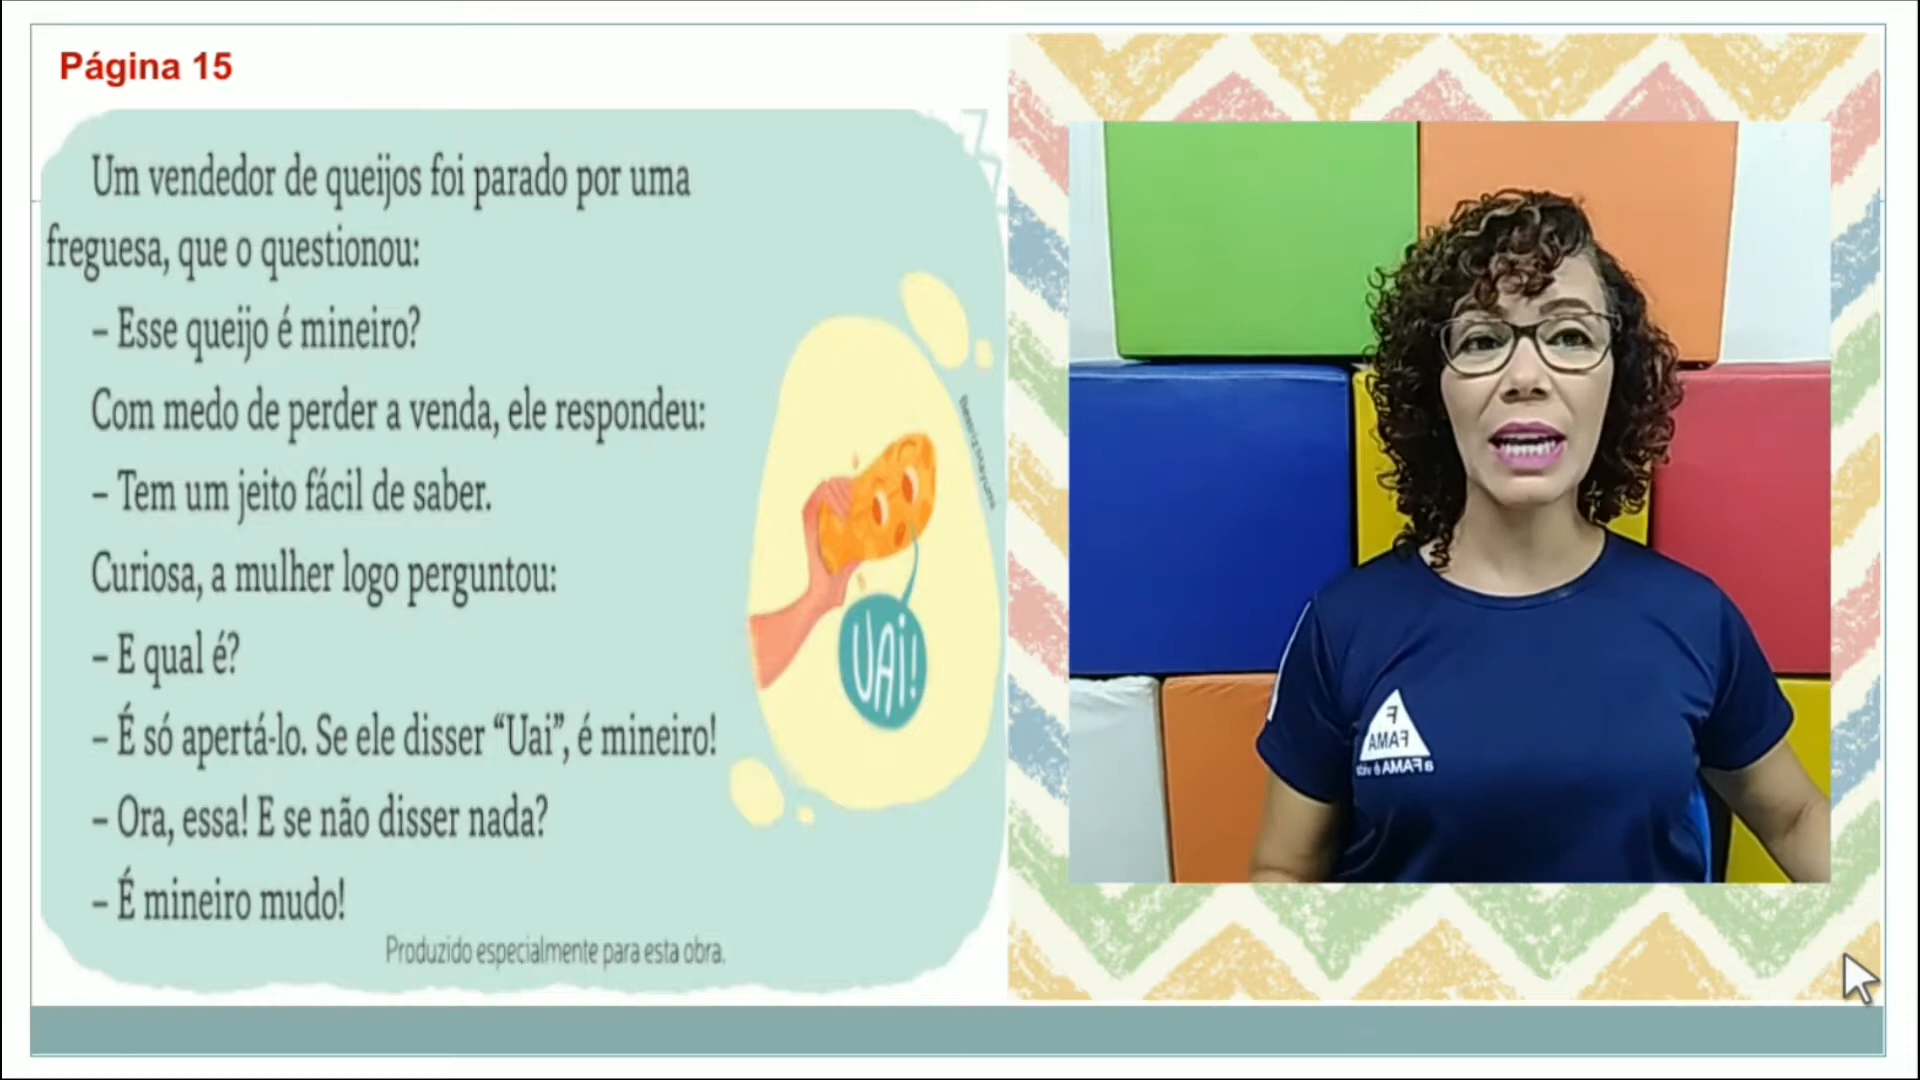 Página 15
Um vendedor de queijos foi parado por uma
freguesa, que o questionou:
– Esse queijo é mineiro?
Com medo de perder a venda, ele respondeu:
– Tem um jeito fácil de saber.
Curiosa, a mulher logo perguntou:
– E qual é?
– É só apertá-lo. Se ele disser “Uai”, é mineiro!
– Ora, essa! E se não disser nada?
– É mineiro mudo!
Produzido especialmente para esta obra.
UAi!
F
FAMA
a FAMA é